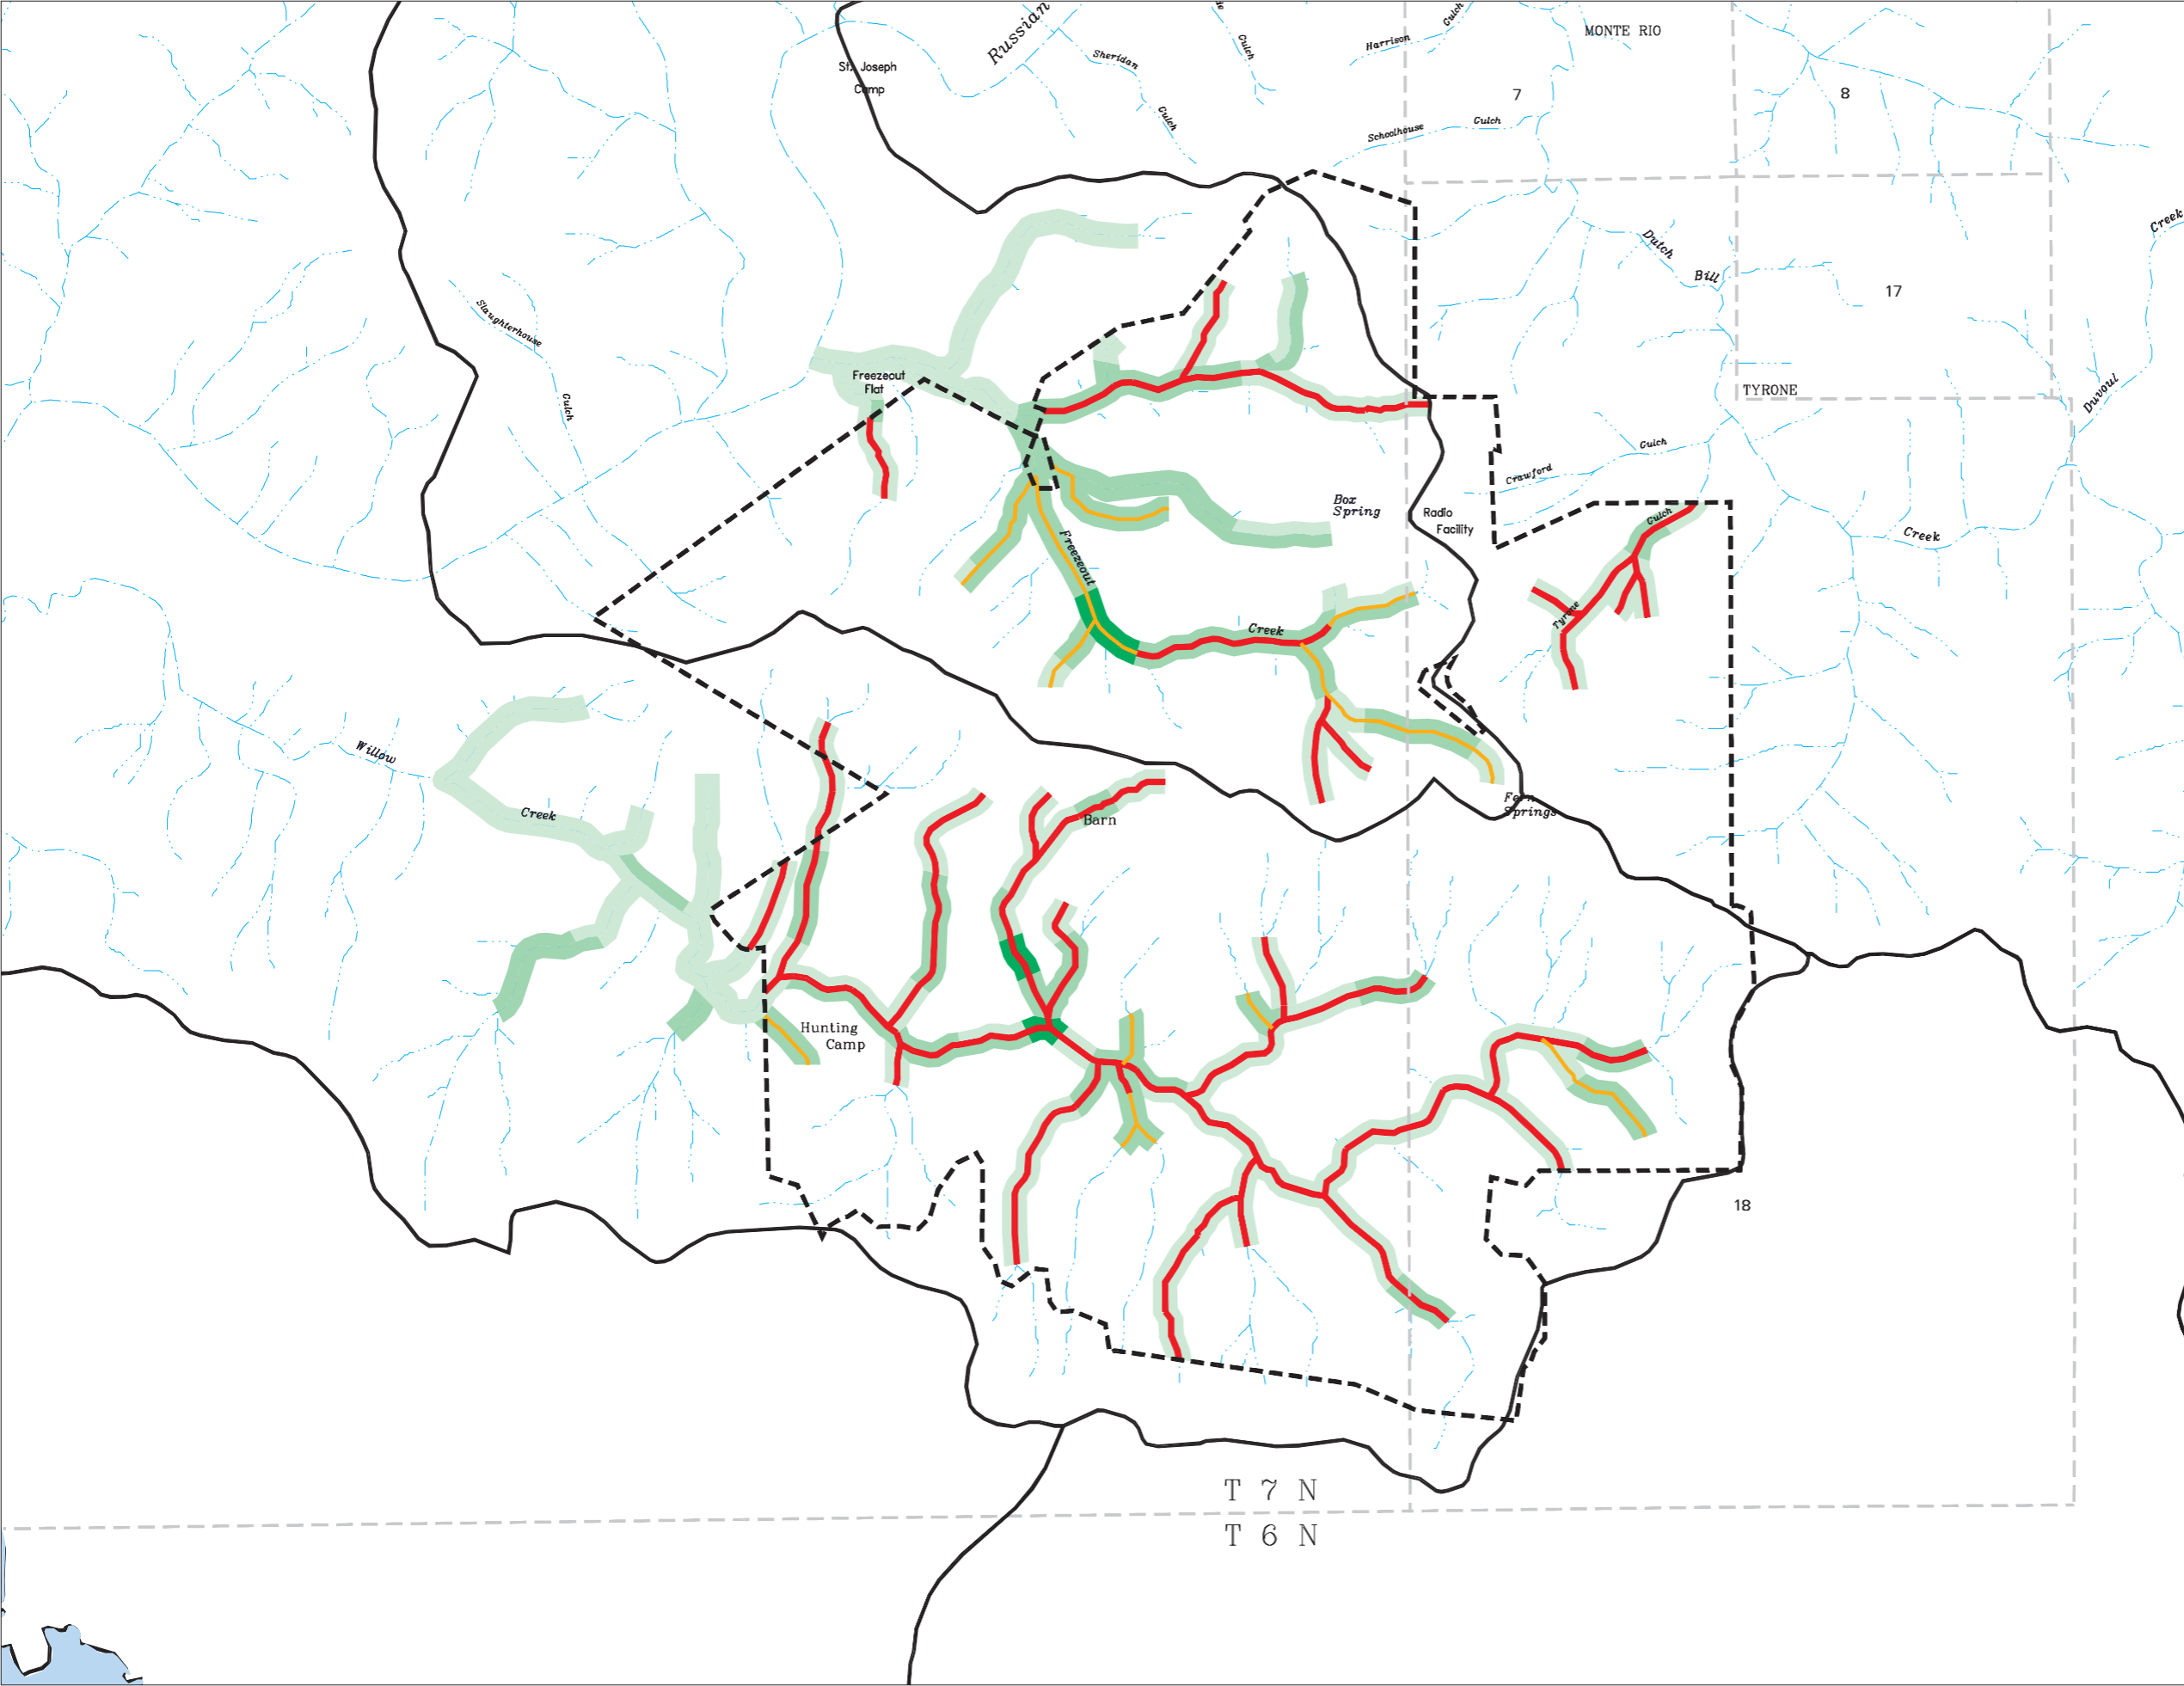 Russian
MONTE RIO
Gulch
Harrison
Gulch
Sheridan
Gulch
St. Joseph
Camp
7
8
Schoolhouse
Gulch
Creek
Dutch
Bill
17
Slaughterhouse
Gulch
Freezeout
Flat
TYRONE
Duvoul
Gulch
Crawford
Box
Spring
Radio
Facility
Gulch
Creek
Freezeout
Tyrone
Creek
Willow
Creek
Barn
Fern
Springs
Hunting
Camp
18
T 7 N
T 6 N